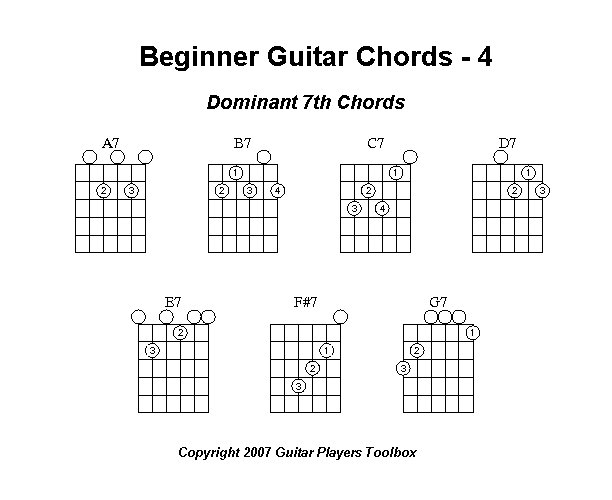 Beginner Guitar Chords - 4
Dominant 7th Chords
A7 B7 C7 D7
1 1 1
2 3 2 3 4 2 2 3
3 4
E7 F#7 G7
2 1
3 1 2
2 3
3
Copyright 2007 Guitar Players Toolbox